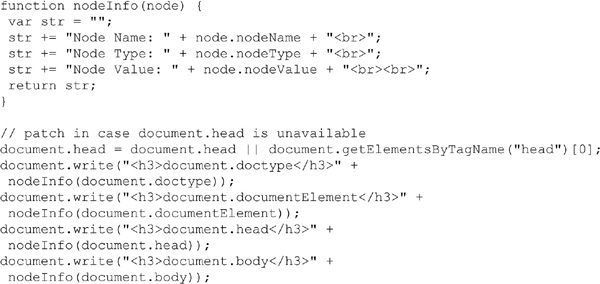 function nodeInfo(node) {
 var str = "";
 str += "Node Name: " + node.nodeName + "<br>";
 str += "Node Type: " + node.nodeType + "<br>";
 str += "Node Value: " + node.nodeValue + "<br><br>";
 return str;
}

// patch in case document.head is unavailable
document.head = document.head || document.getElementsByTagName("head")[0];
document.write("<h3>document.doctype</h3>" +
 nodeInfo(document.doctype));
document.write("<h3>document.documentElement</h3>" +
 nodeInfo(document.documentElement));
document.write("<h3>document.head</h3>" +
 nodeInfo(document.head));
document.write("<h3>document.body</h3>" +
 nodeInfo(document.body));